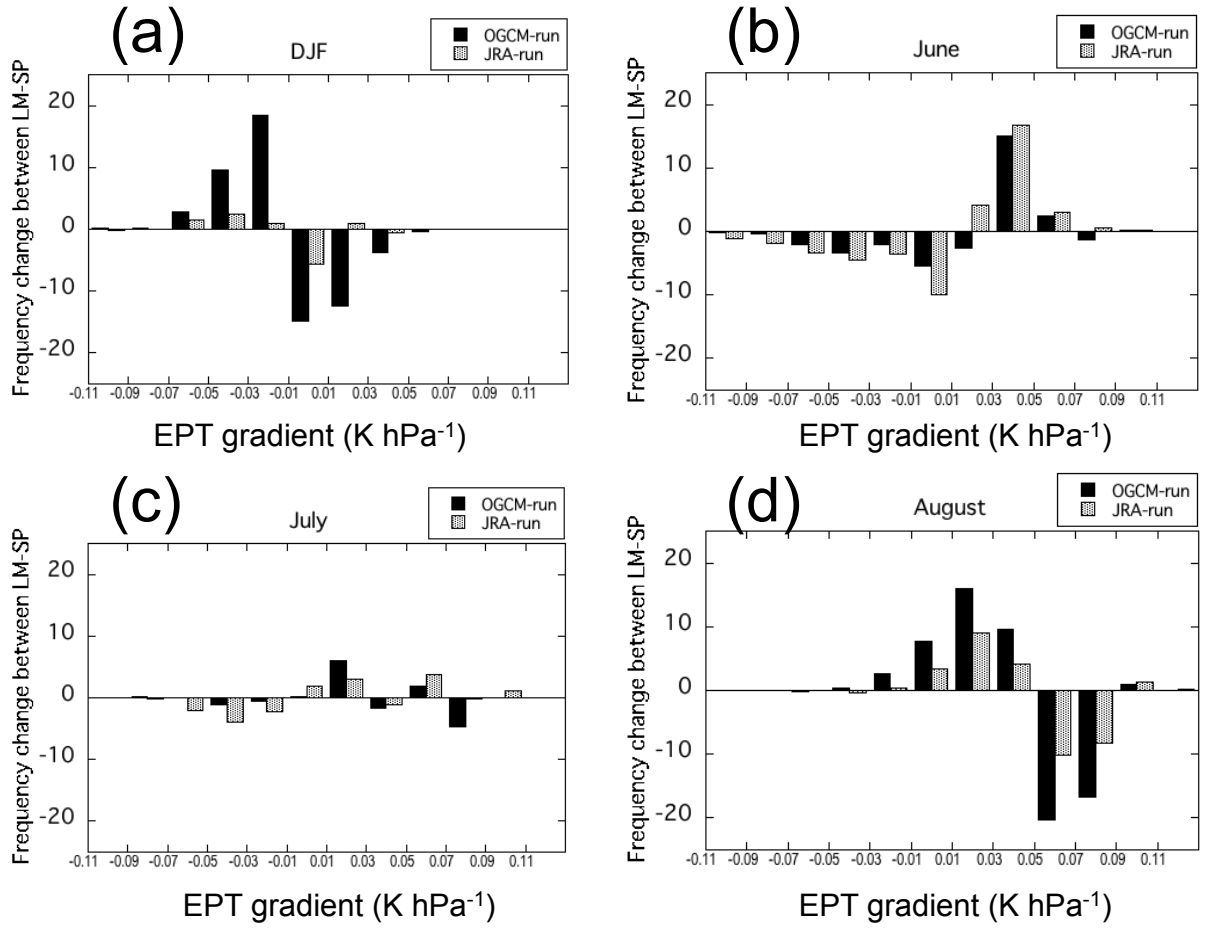 (a)
DJF
OGCM-run
JRA-run
Frequency change between LM-SP
20
10
0
-10
-20
-0.11 -0.09 -0.07 -0.05 -0.03 -0.01 0.01 0.03 0.05 0.07 0.09 0.11
EPT gradient (K hPa-1)
(b)
June
OGCM-run
JRA-run
Frequency change between LM-SP
20
10
0
-10
-20
-0.11 -0.09 -0.07 -0.05 -0.03 -0.01 0.01 0.03 0.05 0.07 0.09 0.11
EPT gradient (K hPa-1)
(c)
July
OGCM-run
JRA-run
Frequency change between LM-SP
20
10
0
-10
-20
-0.11 -0.09 -0.07 -0.05 -0.03 -0.01 0.01 0.03 0.05 0.07 0.09 0.11
EPT gradient (K hPa-1)
(d)
August
OGCM-run
JRA-run
Frequency change between LM-SP
20
10
0
-10
-20
-0.11 -0.09 -0.07 -0.05 -0.03 -0.01 0.01 0.03 0.05 0.07 0.09 0.11
EPT gradient (K hPa-1)